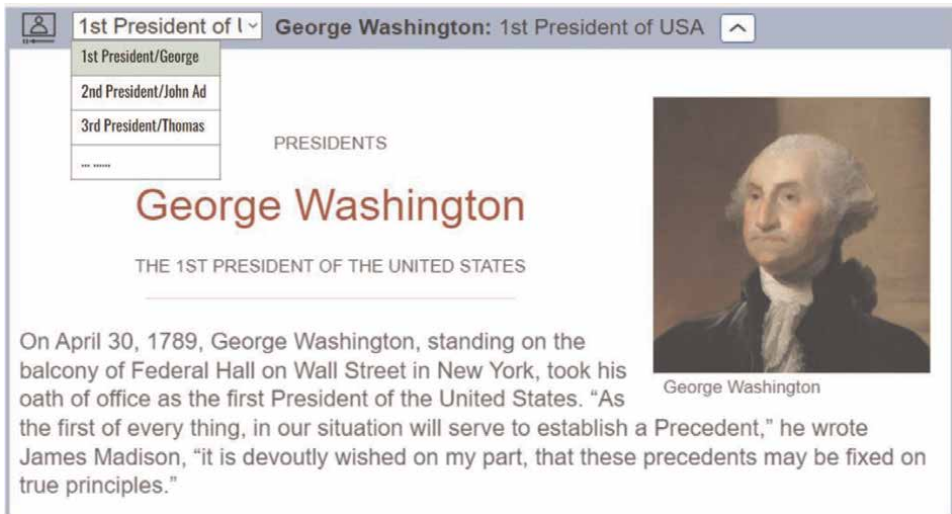 1st President of U George Washington: 1st President of USA
1st President/George
2nd President/John Ad
3rd President/Thomas
... ......
PRESIDENTS
George Washington
THE 1ST PRESIDENT OF THE UNITED STATES
On April 30, 1789, George Washington, standing on the
balcony of Federal Hall on Wall Street in New York, took his
oath of office as the first President of the United States. “As
the first of every thing, in our situation will serve to establish a Precedent,” he wrote
James Madison, “it is devoutly wished on my part, that these precedents may be fixed on
true principles.”
George Washington